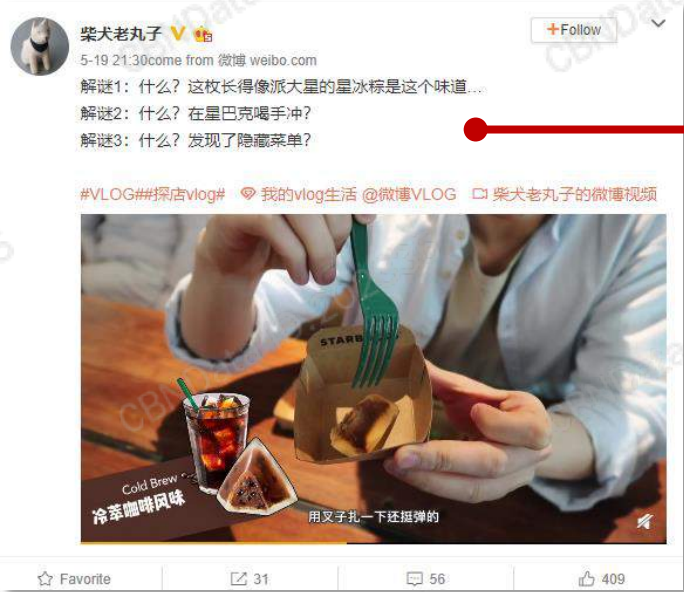 柴犬老丸子
+Follow
5-19 21:30come from 微博 weibo.com
解谜1：什么？这枚长得像派大星的星冰粽是这个味道...
解谜2：什么？在星巴克喝手冲？
解谜3：什么？发现了隐藏菜单？
#VLOG##探店vlog# 我的vlog生活 @微博VLOG 柴犬老丸子的微博视频
Cold Brew
冷萃咖啡风味
用叉子扎一下还挺弹的
Favorite 31 56 409
CBNData
CBNData